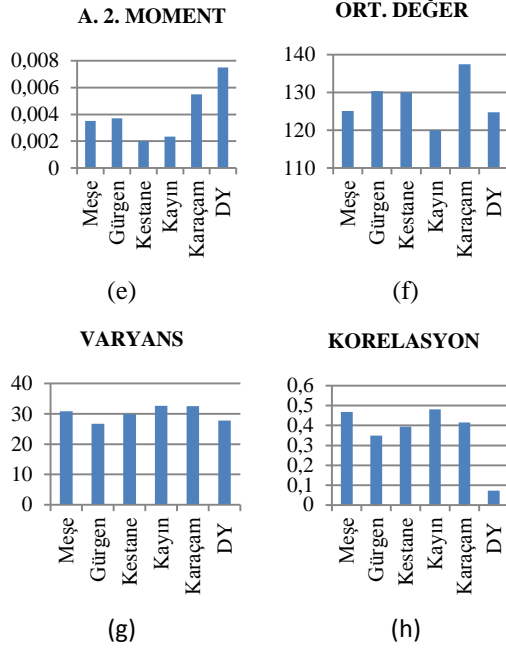 A. 2. MOMENT
0,008
0,006
0,004
0,002
0
Meşe
Gürgen
Kestane
Kayın
Karaçam
DY
(e)
ORT. DEĞER
140
130
120
110
Meşe
Gürgen
Kestane
Kayın
Karaçam
DY
(f)
VARYANS
40
30
20
10
0
Meşe
Gürgen
Kestane
Kayın
Karaçam
DY
(g)
KORELASYON
0,6
0,5
0,4
0,3
0,2
0,1
0
Meşe
Gürgen
Kestane
Kayın
Karaçam
DY
(h)